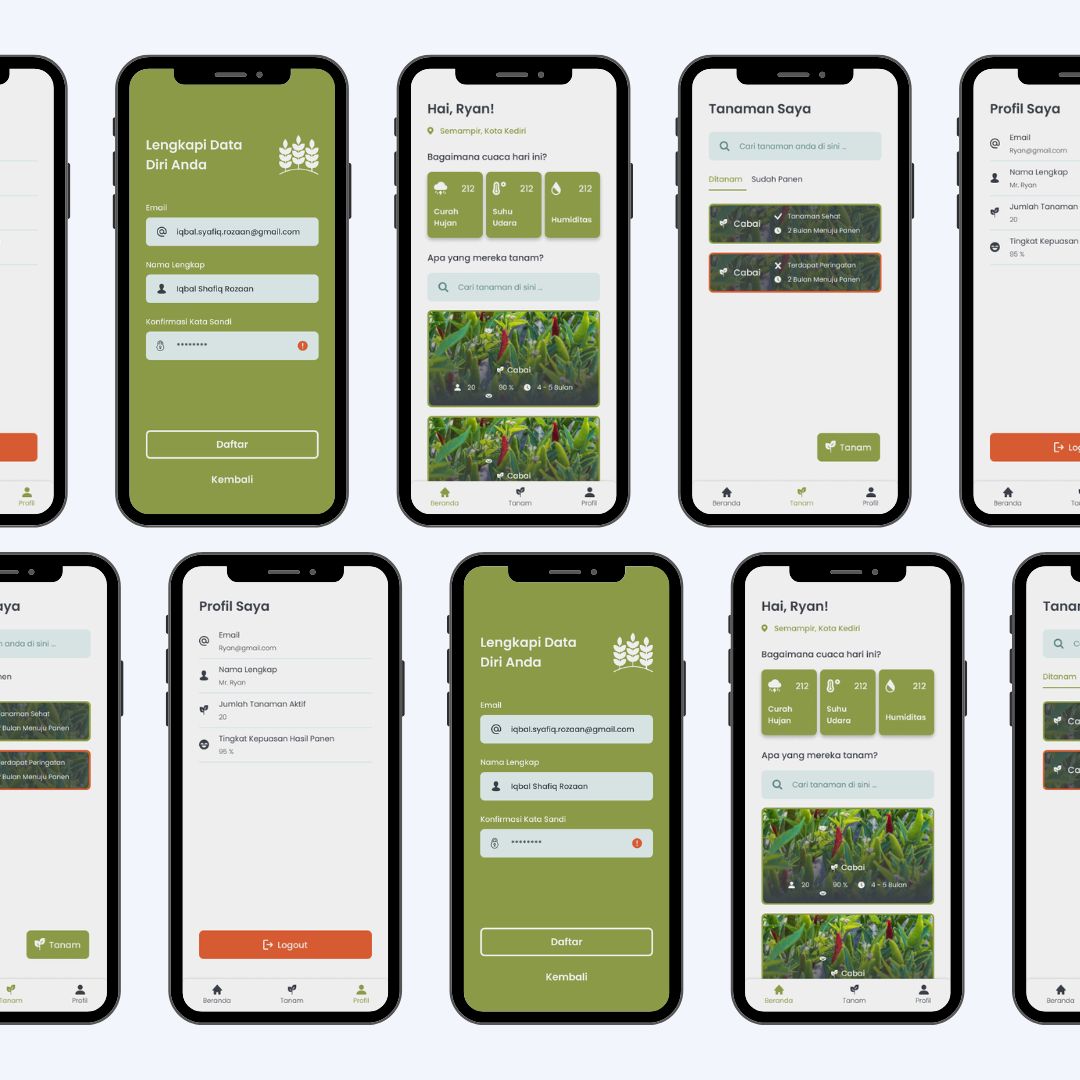 Profil
Lengkapi Data
Diri Anda
Email
iqbal.syafiq.rozaan@gmail.com
Nama Lengkap
Iqbal Shafiq Rozaan
Konfirmasi Kata Sandi
********
Daftar
Kembali
Hai, Ryan!
Semampir, Kota Kediri
Bagaimana cuaca hari ini?
212
Curah
Hujan
212
Suhu
Udara
212
Humiditas
Apa yang mereka tanam?
Cari tanaman di sini ...
Cabai
20 90 % 4 - 5 Bulan
Cabai
Beranda Tanam Profil
Tanaman Saya
Cari tanaman anda di sini ...
Ditanam Sudah Panen
Cabai
Tanaman Sehat
2 Bulan Menuju Panen
Cabai
Terdapat Peringatan
2 Bulan Menuju Panen
Tanam
Beranda Tanam Profil
Profil Saya
Email
Ryan@gmail.com
Nama Lengkap
Mr. Ryan
Jumlah Tanaman
20
Tingkat Kepuasan
95 %
Log
Beranda Ta
aya
anda di sini ...
nen
anaman Sehat
Bulan Menuju Panen
erdapat Peringatan
Bulan Menuju Panen
Tanam
Tanam Profil
Profil Saya
Email
Ryan@gmail.com
Nama Lengkap
Mr. Ryan
Jumlah Tanaman Aktif
20
Tingkat Kepuasan Hasil Panen
95 %
Logout
Beranda Tanam Profil
Lengkapi Data
Diri Anda
Email
iqbal.syafiq.rozaan@gmail.com
Nama Lengkap
Iqbal Shafiq Rozaan
Konfirmasi Kata Sandi
********
Daftar
Kembali
Hai, Ryan!
Semampir, Kota Kediri
Bagaimana cuaca hari ini?
212
Curah
Hujan
212
Suhu
Udara
212
Humiditas
Apa yang mereka tanam?
Cari tanaman di sini ...
Cabai
20 90 % 4 - 5 Bulan
Cabai
Beranda Tanam Profil
Tanam
C
Ditanam
Ca
Ca
Beranda